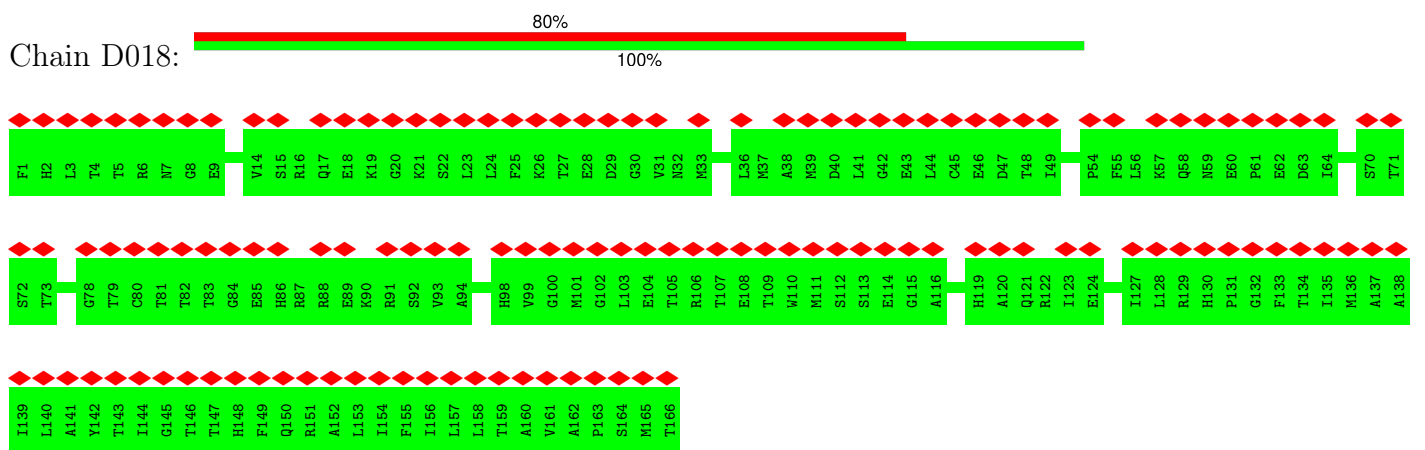 80%
Chain D018:
100%
F1 H2 L3 T4 T5 R6 N7 G8 E9 V14 S15 R16 Q17 E18 K19 G20 K21 S22 L23 L24 F25 K26 T27 E28 D29 G30 V31 N32 M33 L36 M37 A38 M39 D40 L41 G42 E43 L44 C45 E46 D47 T48 I49 P54 F55 L56 K57 Q58 N59 E60 P61 E62 D63 I64 S70 T71
S72 T73 G78 T79 C80 T81 T82 T83 G84 E85 H86 R87 R88 E89 K90 R91 S92 V93 A94 H98 V99 G100 M101 G102 L103 E104 T105 R106 T107 E108 T109 W110 M111 S112 S113 E114 G115 A116 H119 A120 Q121 R122 I123 E124 I127 L128 R129 H130 P131 G132 F133 T134 I135 M136 A137 A138
I139 L140 A141 Y142 T143 I144 G145 T146 T147 H148 F149 Q150 R151 A152 L153 I154 F155 I156 L157 L158 T159 A160 V161 A162 P163 S164 M165 T166